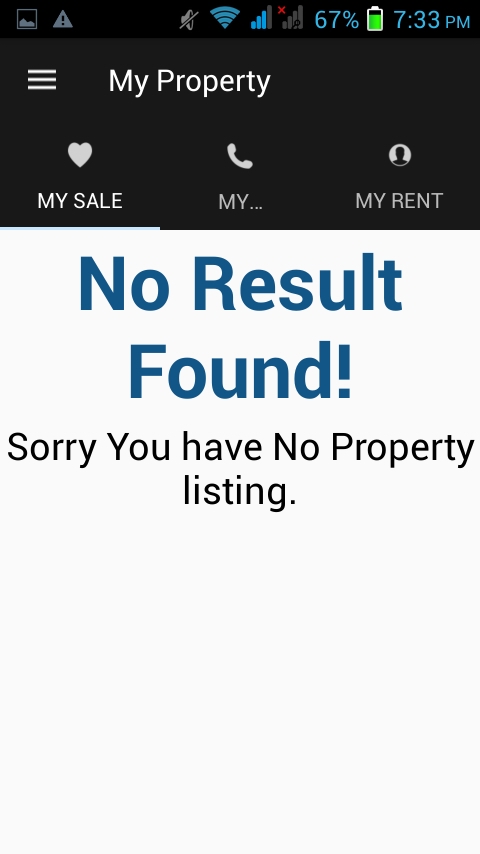 67% 7:33 PM
My Property
MY SALE MY... MY RENT
No Result
Found!
Sorry You have No Property
listing.